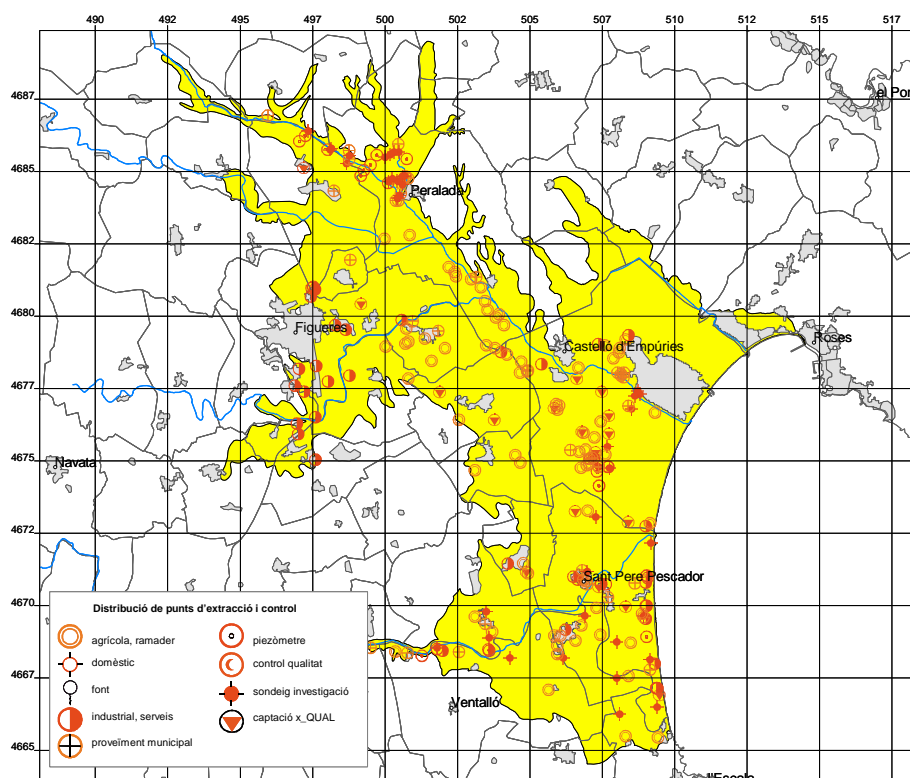 490 492 495 497 500 502 505 507 510 512 515 517
4687
el Por
4685
Peralada
4682
4680
Figueres
Roses
Castelló d'Empúries
4677
4675
Navata
4672
Sant Pere Pescador
4670
Distribució de punts d'extracció i control
agrícola, ramader
piezòmetre
domèstic
control qualitat
font
sondeig investigació
industrial, serveis
captació x_QUAL
proveïment municipal
4667
Ventalló
4665
l'Escala